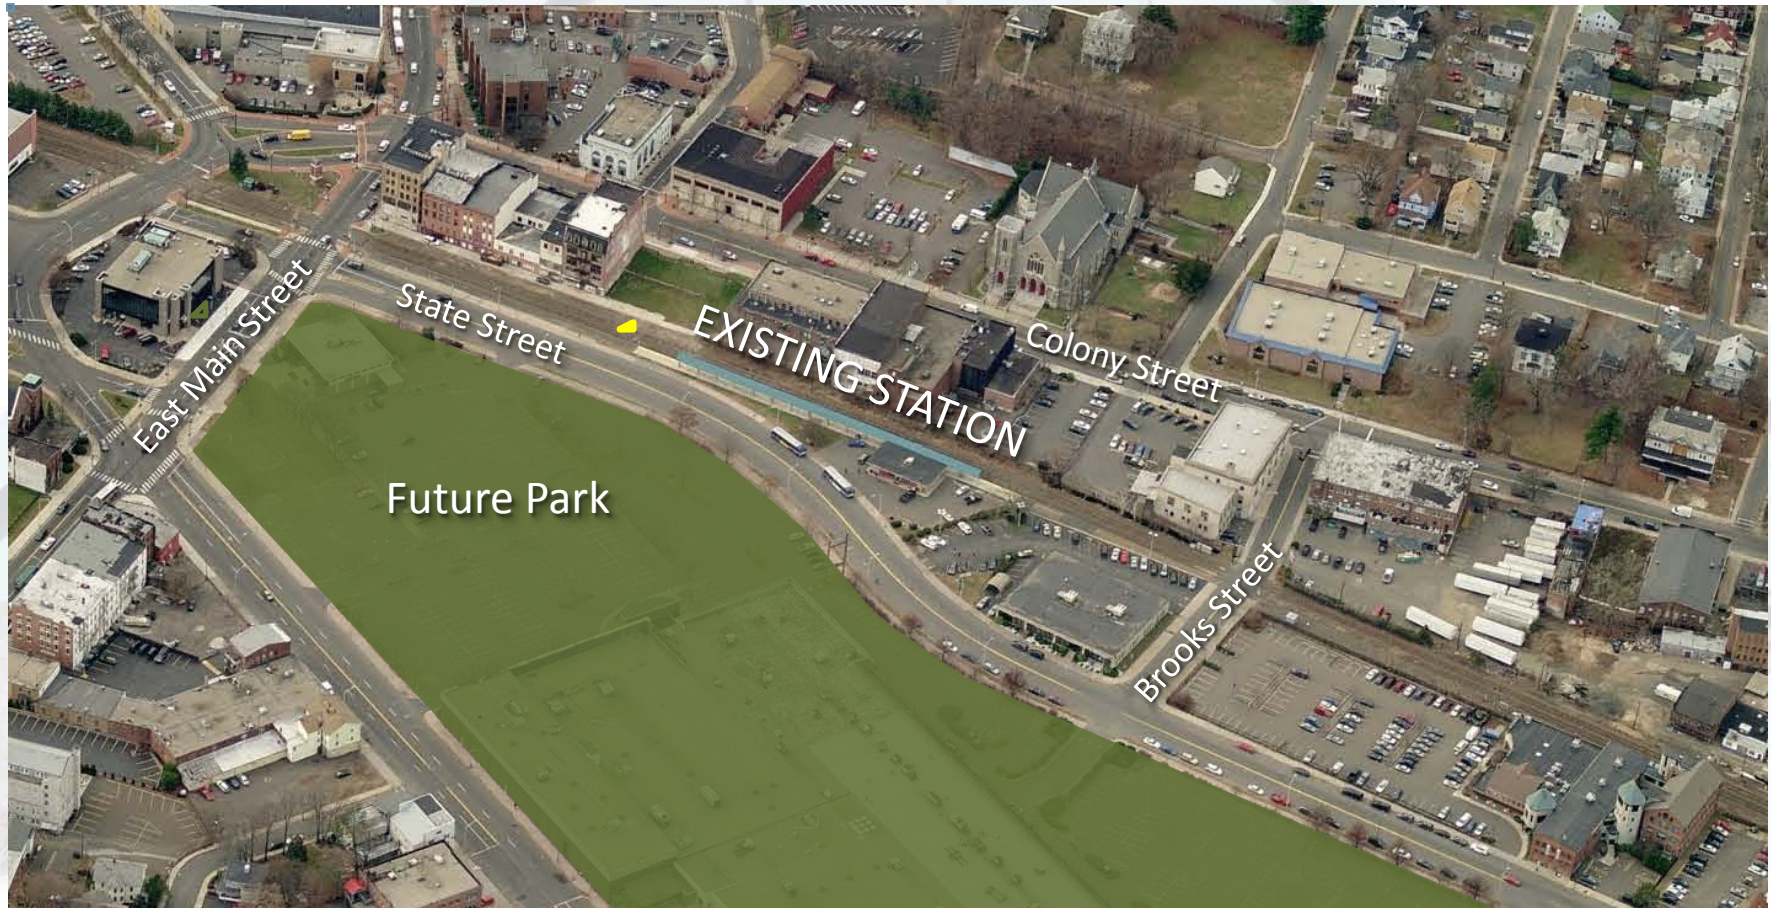 East Main Street
State Street
EXISTING STATION
Colony Street
Future Park
Brooks Street